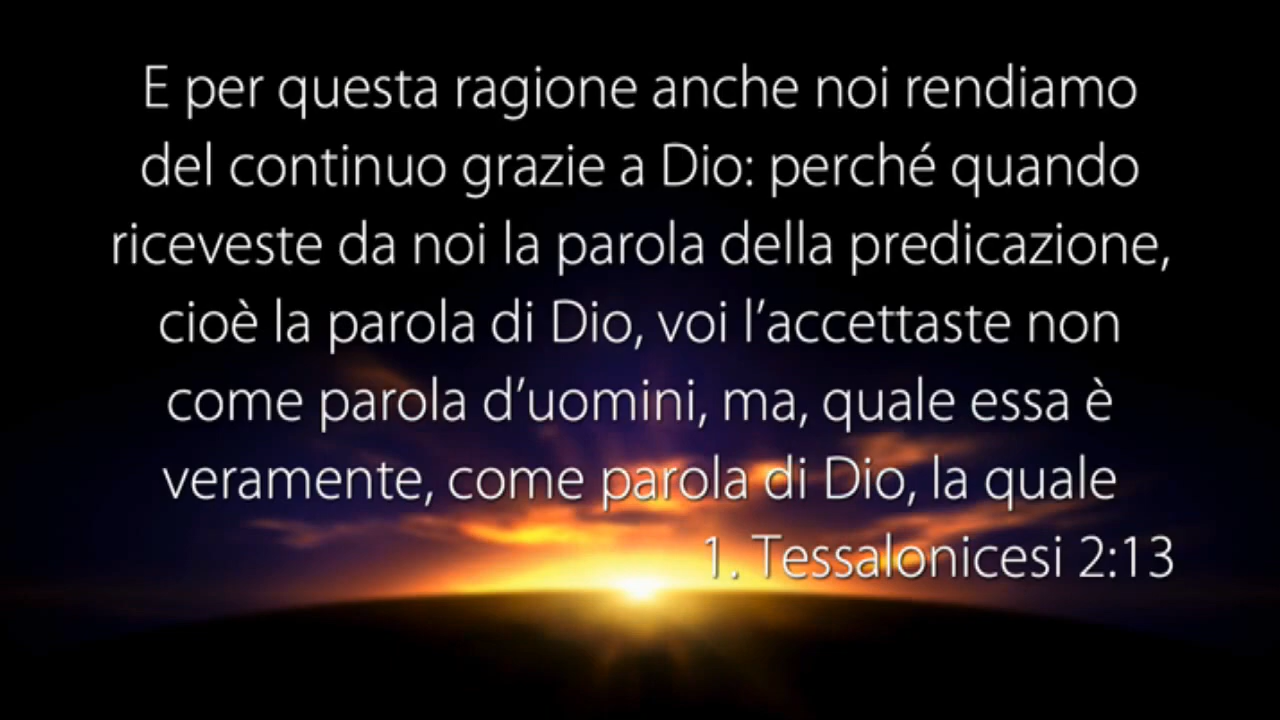 E per questa ragione anche noi rendiamo
del continuo grazie a Dio: perché quando
riceveste da noi la parola della predicazione,
cioè la parola di Dio, voi l’accettaste non
come parola d’uomini, ma, quale essa è
veramente, come parola di Dio, la quale
1. Tessalonicesi 2:13